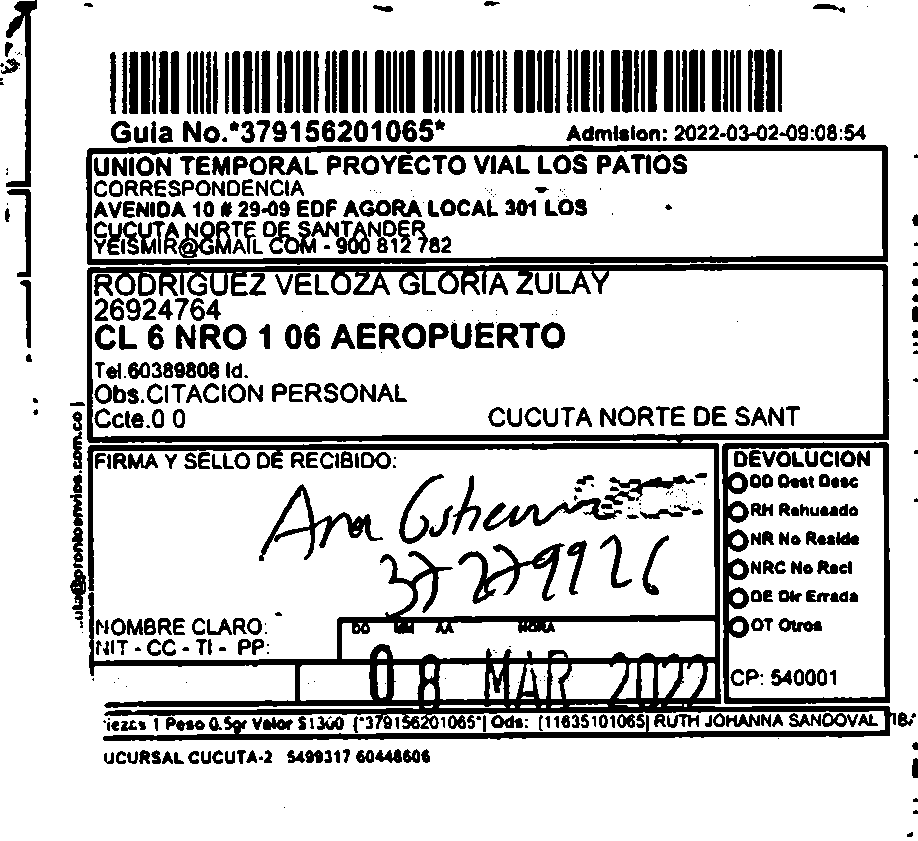 Guia No.*379156201065*
Admision: 2022-03-02-09:08:54
UNION TEMPORAL PROYECTO VIAL LOS PATIOS
CORRESPONDENCIA
AVENIDA 10 # 29-09 EDF AGORA LOCAL 301 LOS
CUCUTA NORTE DE SANTANDER
YEISMIR@GMAIL COM - 900 812 782
RODRIGUEZ VELOZA GLORIA ZULAY
26924764
CL 6 NRO 1 06 AEROPUERTO
Tel.60389808 Id.
Obs.CITACION PERSONAL
Ccte.0 0
CUCUTA NORTE DE SANT
@prontoenvios.com.co
FIRMA Y SELLO DE RECIBIDO:
Ana
37279926
NOMBRE CLARO:
NIT - CC - TI - PP:
DD MM AA HORA
08 MAR 2022
DEVOLUCION
DD Dest Desc
RH Rehusado
NR No Reside
NRC No Recl
DE Dir Errada
OT Otros
CP: 540001
1 Peso 0.5gr Valor $1300 [*379156201065*] Ods: [11635101065] RUTH JOHANNA SANDOVAL
UCURSAL CUCUTA-2 5499317 60448606